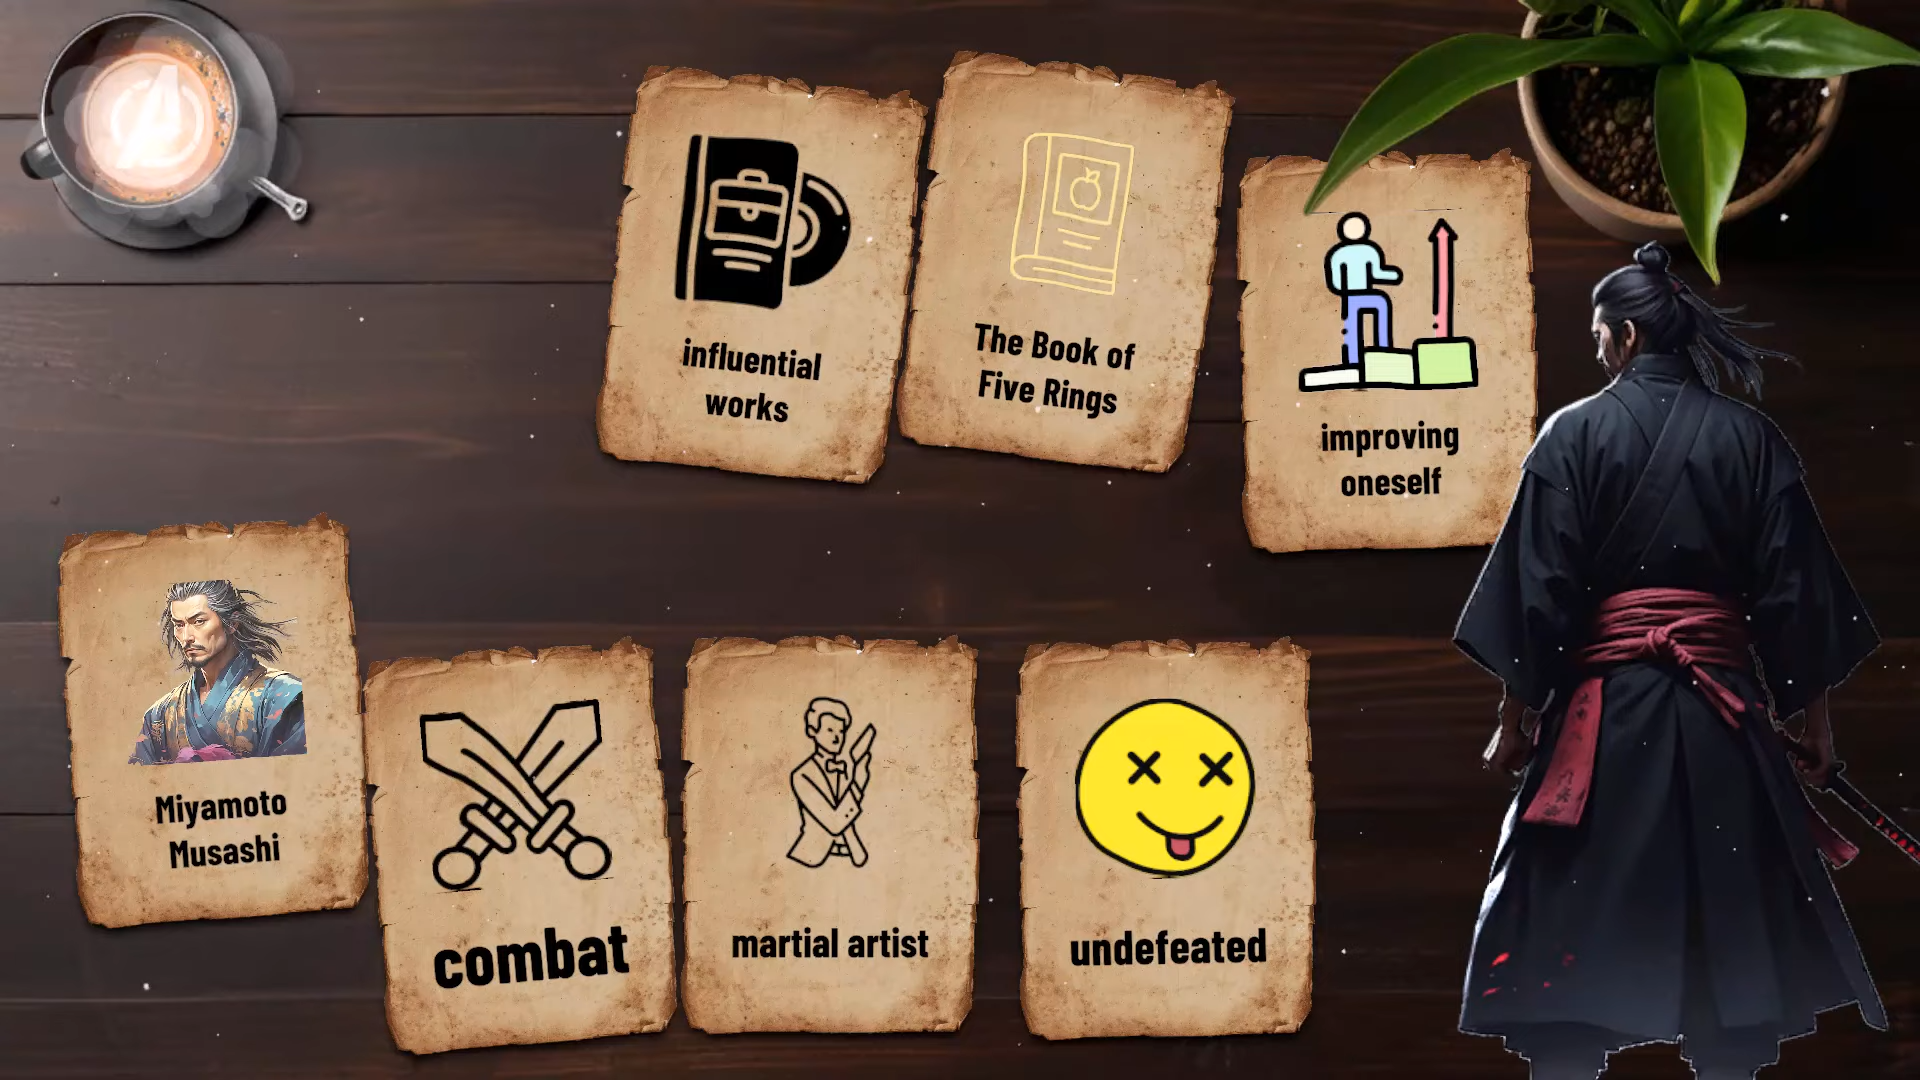 influential
works
The Book of
Five Rings
improving
oneself
Miyamoto
Musashi
combat
martial artist
undefeated